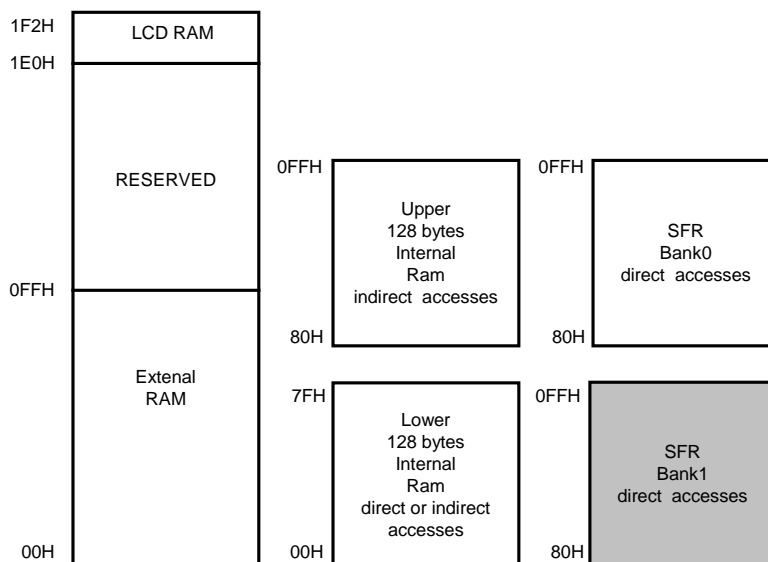 1F2H
LCD RAM
1E0H
RESERVED
0FFH
Extenal
RAM
00H
0FFH
Upper
128 bytes
Internal
Ram
indirect accesses
80H
7FH
Lower
128 bytes
Internal
Ram
direct or indirect
accesses
00H
0FFH
SFR
Bank0
direct accesses
80H
0FFH
SFR
Bank1
direct accesses
80H